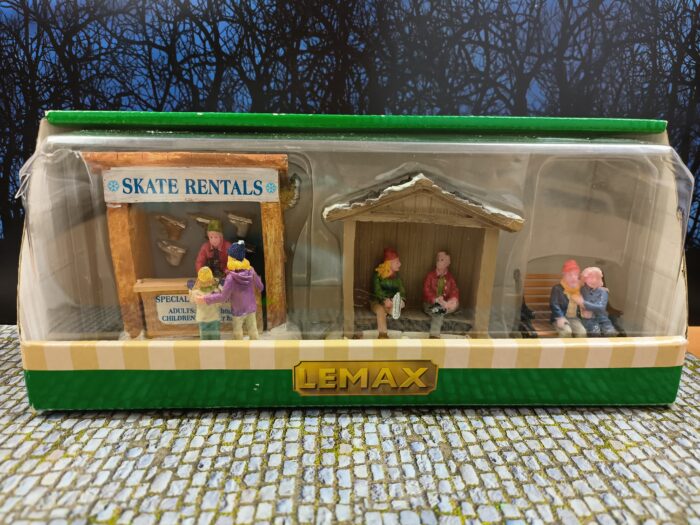 SKATE RENTALS
SPECIAL
ADULTS:
CHILDREN
LEMAX